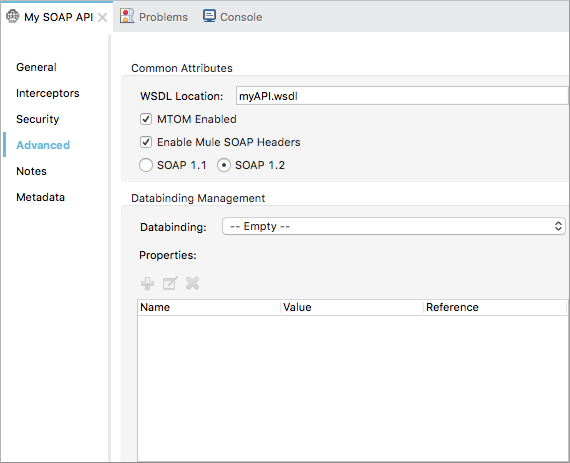 My SOAP API Problems Console
General
Interceptors
Security
Advanced
Notes
Metadata
Common Attributes
WSDL Location: myAPI.wsdl
MTOM Enabled
Enable Mule SOAP Headers
SOAP 1.1 SOAP 1.2
Databinding Management
Databinding: -- Empty --
Properties:
Name Value Reference